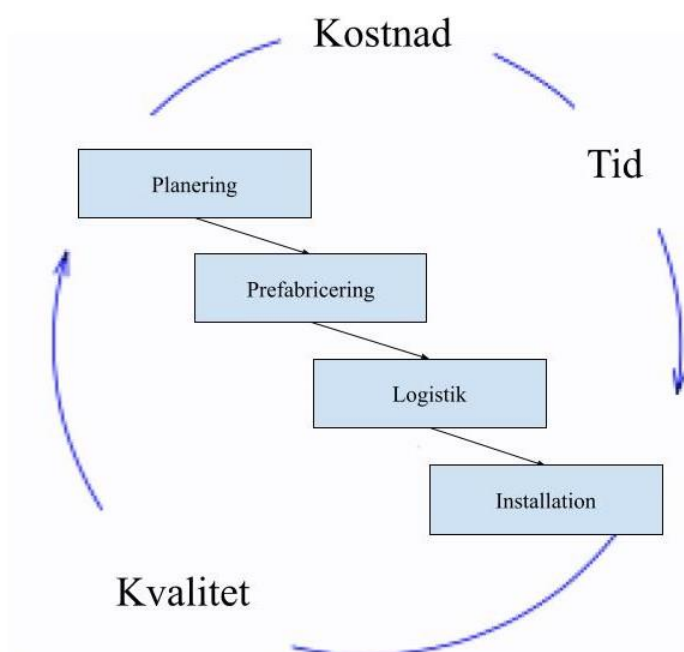 Kostnad
Tid
Planering
Prefabricering
Logistik
Installation
Kvalitet